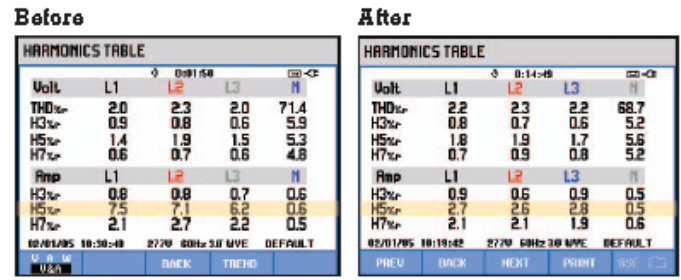 Before
HARMONICS TABLE
0:01:50
Volt L1 L2 L3 N
THD%r 2.0 2.3 2.0 71.4
H3%r 0.9 0.8 0.6 5.9
H5%r 1.4 1.9 1.5 5.3
H7%r 0.6 0.7 0.6 4.8
Amp L1 L2 L3 N
H3%r 0.8 0.8 0.7 0.6
H5%r 7.5 7.1 6.2 0.6
H7%r 2.1 2.7 2.2 0.5
02/01/05 10:30:40 277V 60Hz 3.0 WYE DEFAULT
V A W
V&A BACK TREND
After
HARMONICS TABLE
Volt L1 L2 L3 N
THD%r 2.2 2.3 2.2 68.7
H3%r 0.8 0.7 0.6 5.2
H5%r 1.8 1.9 1.7 5.6
H7%r 0.7 0.9 0.8 5.2
Amp L1 L2 L3 N
H3%r 0.9 0.6 0.9 0.5
H5%r 2.7 2.6 2.8 0.5
H7%r 2.1 2.1 1.9 0.6
02/01/05 10:19:42 277V 60Hz 3.0 WYE DEFAULT
PREV BACK NEXT PRINT